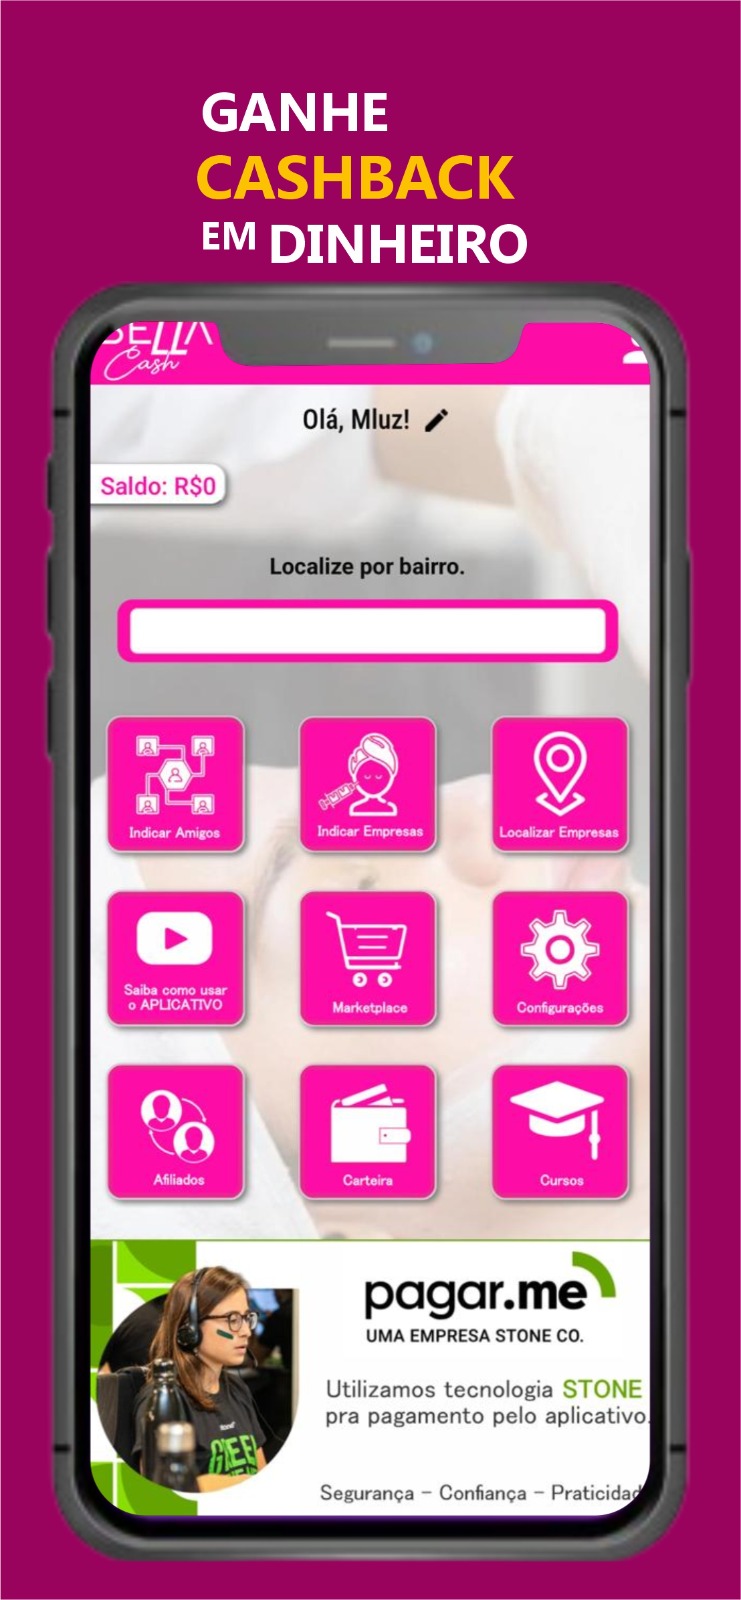 GANHE
CASHBACK
EM DINHEIRO
BELLA
Cash
Olá, Mluz!
Saldo: R$0
Localize por bairro.
Indicar Amigos
Indicar Empresas
Localizar Empresas
Saiba como usar
o APLICATIVO
Marketplace
Configurações
Afiliados
Carteira
Cursos
pagar.me
UMA EMPRESA STONE CO.
Utilizamos tecnologia STONE
pra pagamento pelo aplicativo.
Segurança - Confiança - Praticidad